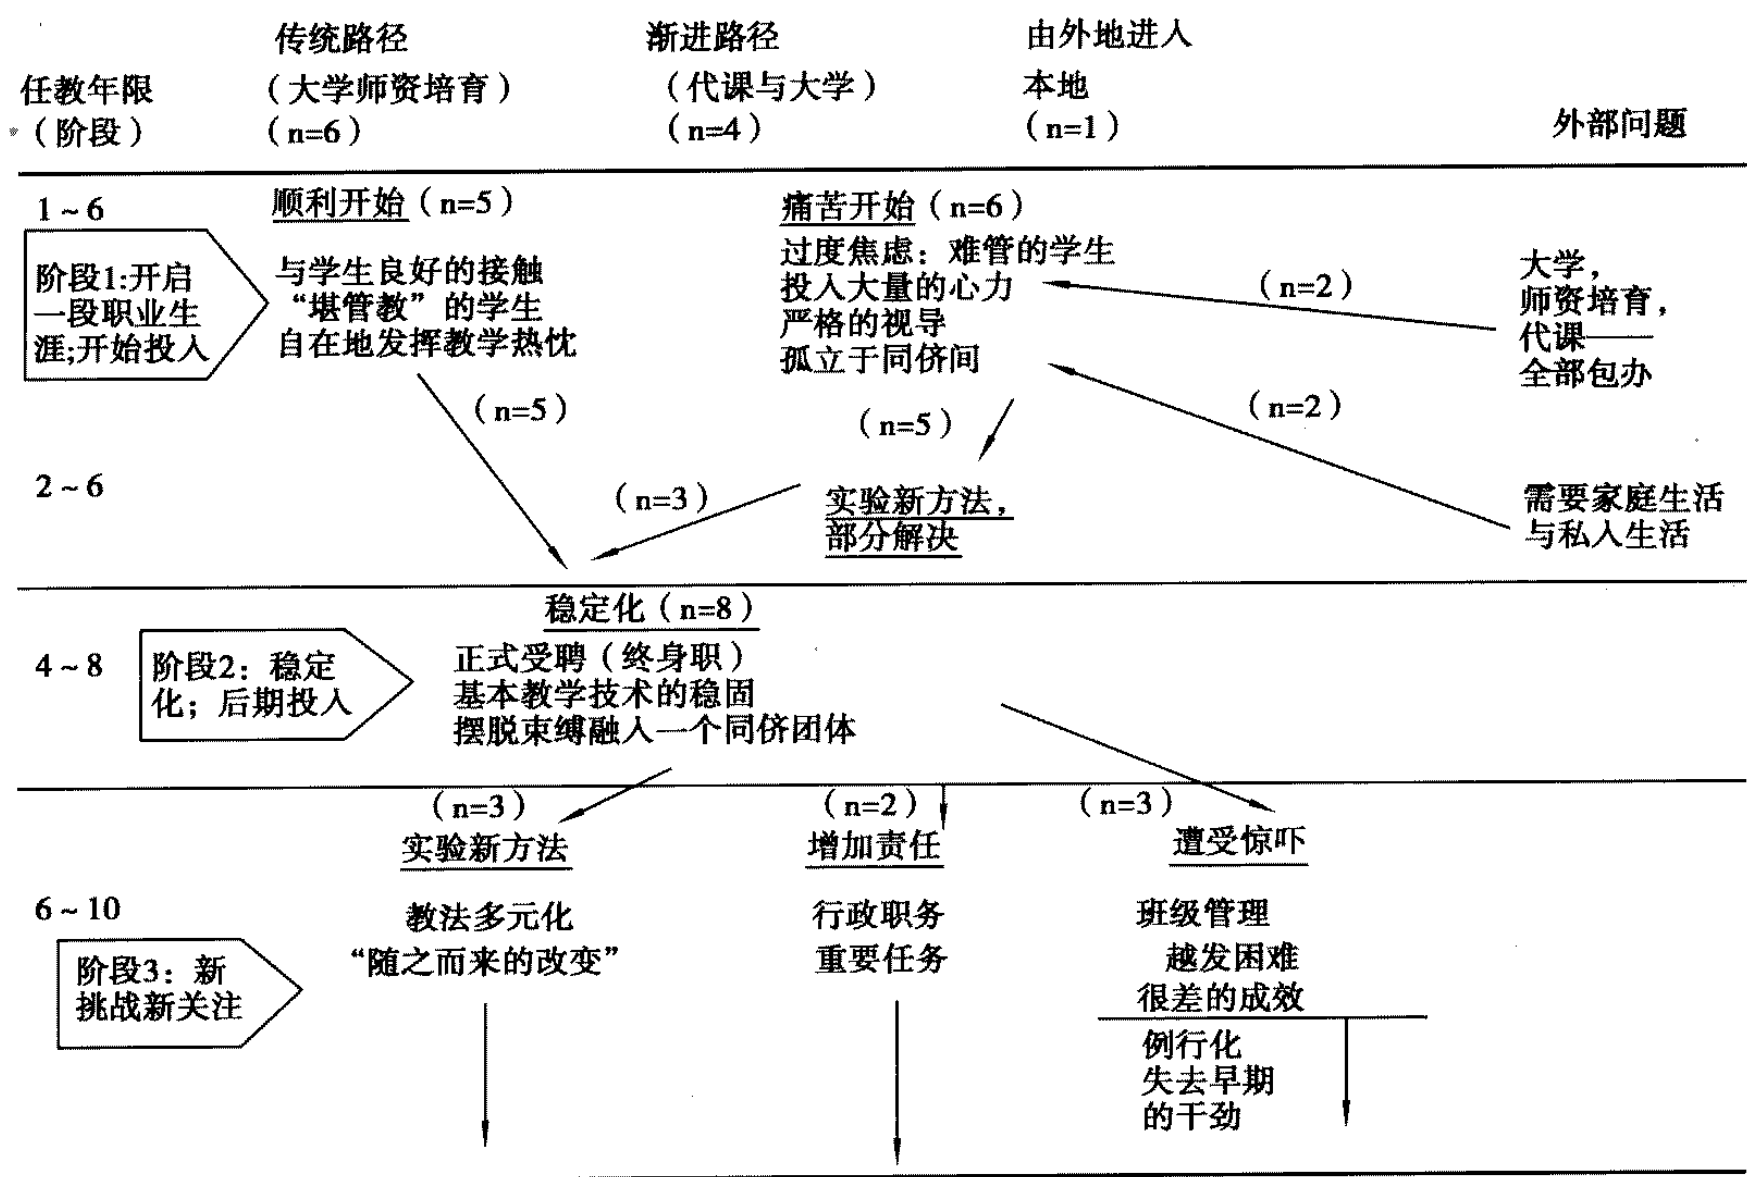 传统路径
渐进路径
由外地进入
任教年限
(大学师资培育)
(代课与大学)
本地
(阶段)
(n=6)
(n=4)
(n=1)
外部问题
1~6
顺利开始(n=5)
痛苦开始(n=6)
阶段1:开启
一段职业生
涯;开始投入
与学生良好的接触
“堪管教”的学生
自在地发挥教学热忱
过度焦虑：难管的学生
投入大量的心力
严格的视导
孤立于同侪间
(n=2)
大学，
师资培育，
代课——
全部包办
(n=5)
(n=5)
(n=2)
2~6
(n=3)
实验新方法，
部分解决
需要家庭生活
与私人生活
稳定化(n=8)
4~8
阶段2：稳定
化；后期投入
正式受聘(终身职)
基本教学技术的稳固
摆脱束缚融入一个同侪团体
(n=3)
(n=2)
(n=3)
实验新方法
增加责任
遭受惊吓
6~10
教法多元化
行政职务
班级管理
阶段3：新
挑战新关注
“随之而来的改变”
重要任务
越发困难
很差的成效
例行化
失去早期
的干劲